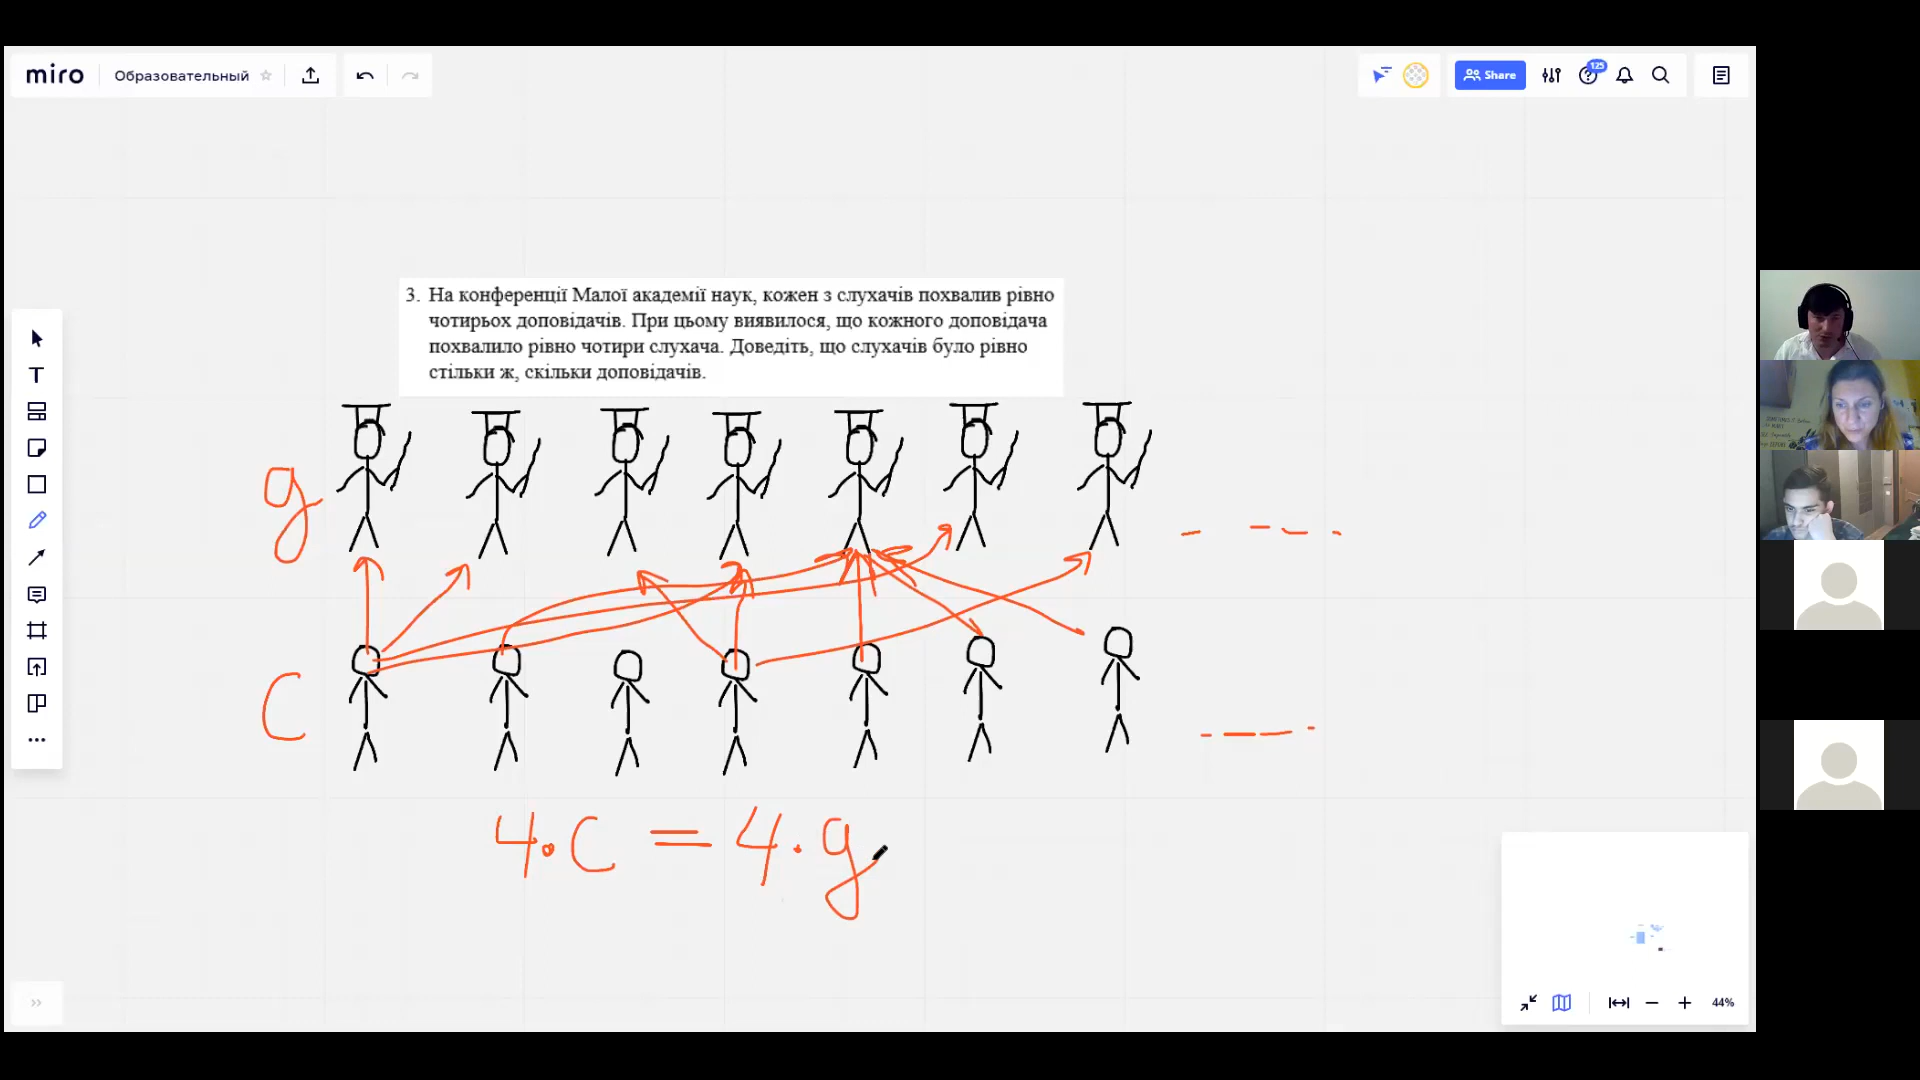 miro
Образовательный
Share
125
3. На конференції Малої академії наук, кожен з слухачів похвалив рівно
чотирьох доповідачів. При цьому виявилося, що кожного доповідача
похвалило рівно чотири слухача. Доведіть, що слухачів було рівно
стільки ж, скільки доповідачів.
g
C
4·C = 4·g
44%